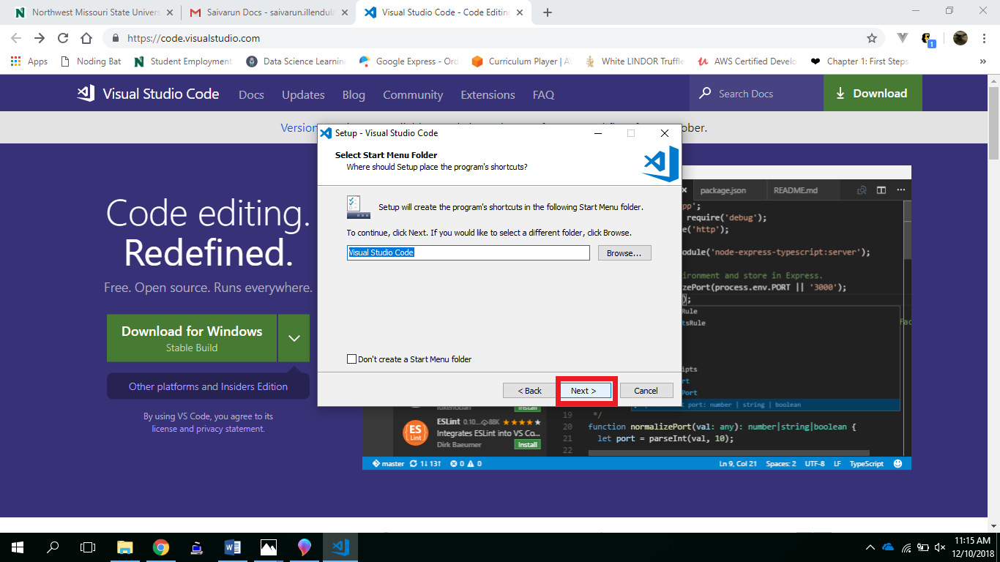 Northwest Missouri State Univers
Saivarun Docs - saivarun.illendula
Visual Studio Code - Code Editing
https://code.visualstudio.com
1
Apps
Noding Bat
Student Employment
Data Science Learning
Google Express - Ord
Curriculum Player | A
White LINDOR Truffle
AWS Certified Develo
Chapter 1: First Steps
»
Visual Studio Code
Docs
Updates
Blog
Community
Extensions
FAQ
Search Docs
Download
Version
ober.
Setup - Visual Studio Code
Select Start Menu Folder
Where should Setup place the program's shortcuts?
Setup will create the program's shortcuts in the following Start Menu folder.
To continue, click Next. If you would like to select a different folder, click Browse.
Visual Studio Code
Browse...
Don't create a Start Menu folder
< Back
Next >
Cancel
Code editing.
Redefined.
Free. Open source. Runs everywhere.
Download for Windows
Stable Build
Other platforms and Insiders Edition
By using VS Code, you agree to its
license and privacy statement.
package.json
README.md
pp';
require('debug');
e('http');
odule('node-express-typescript:server');
ironment and store in Express.
zePort(process.env.PORT || '3000');
);
Rule
tsRule
Fac
ipts
rt
Port
port: number | string | boolean
Install
ESLint 0.10... 88K
Integrates ESLint into VS Co...
Dirk Baeumer
Install
ES
Lint
19 */
20 function normalizePort(val: any): number|string|boolean {
21 let port = parseInt(val, 10);
22
master 1↓ 13↑ 0 0
Ln 9, Col 21 Spaces: 2 UTF-8 LF TypeScript
11:15 AM
12/10/2018